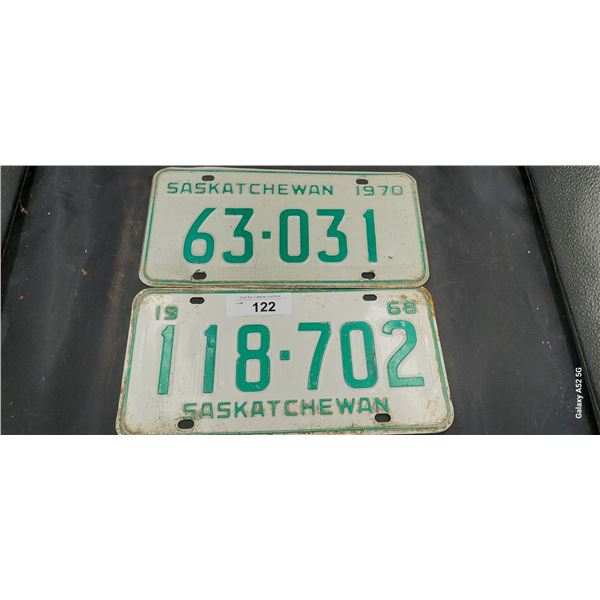 SASKATCHEWAN 1970
63·031
122
19 68
118·702
SASKATCHEWAN
Galaxy A52 5G